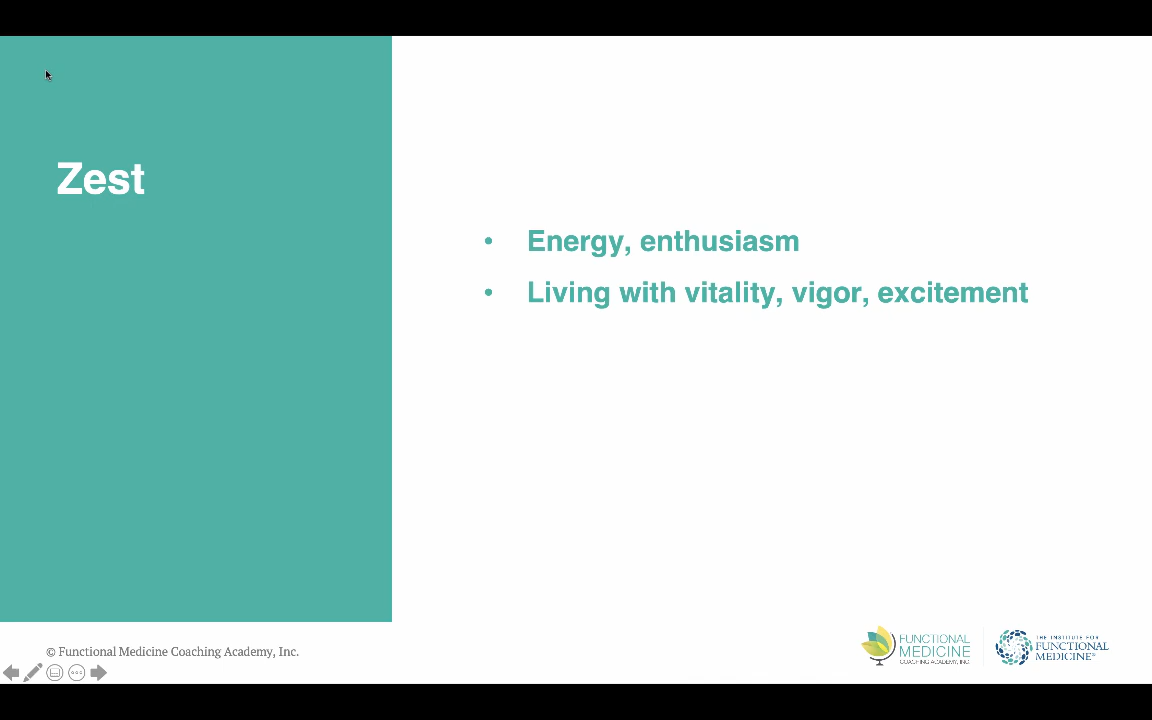 Zest
• Energy, enthusiasm
• Living with vitality, vigor, excitement
© Functional Medicine Coaching Academy, Inc.
FUNCTIONAL
MEDICINE
COACHING ACADEMY, INC.
THE INSTITUTE FOR
FUNCTIONAL
MEDICINE®